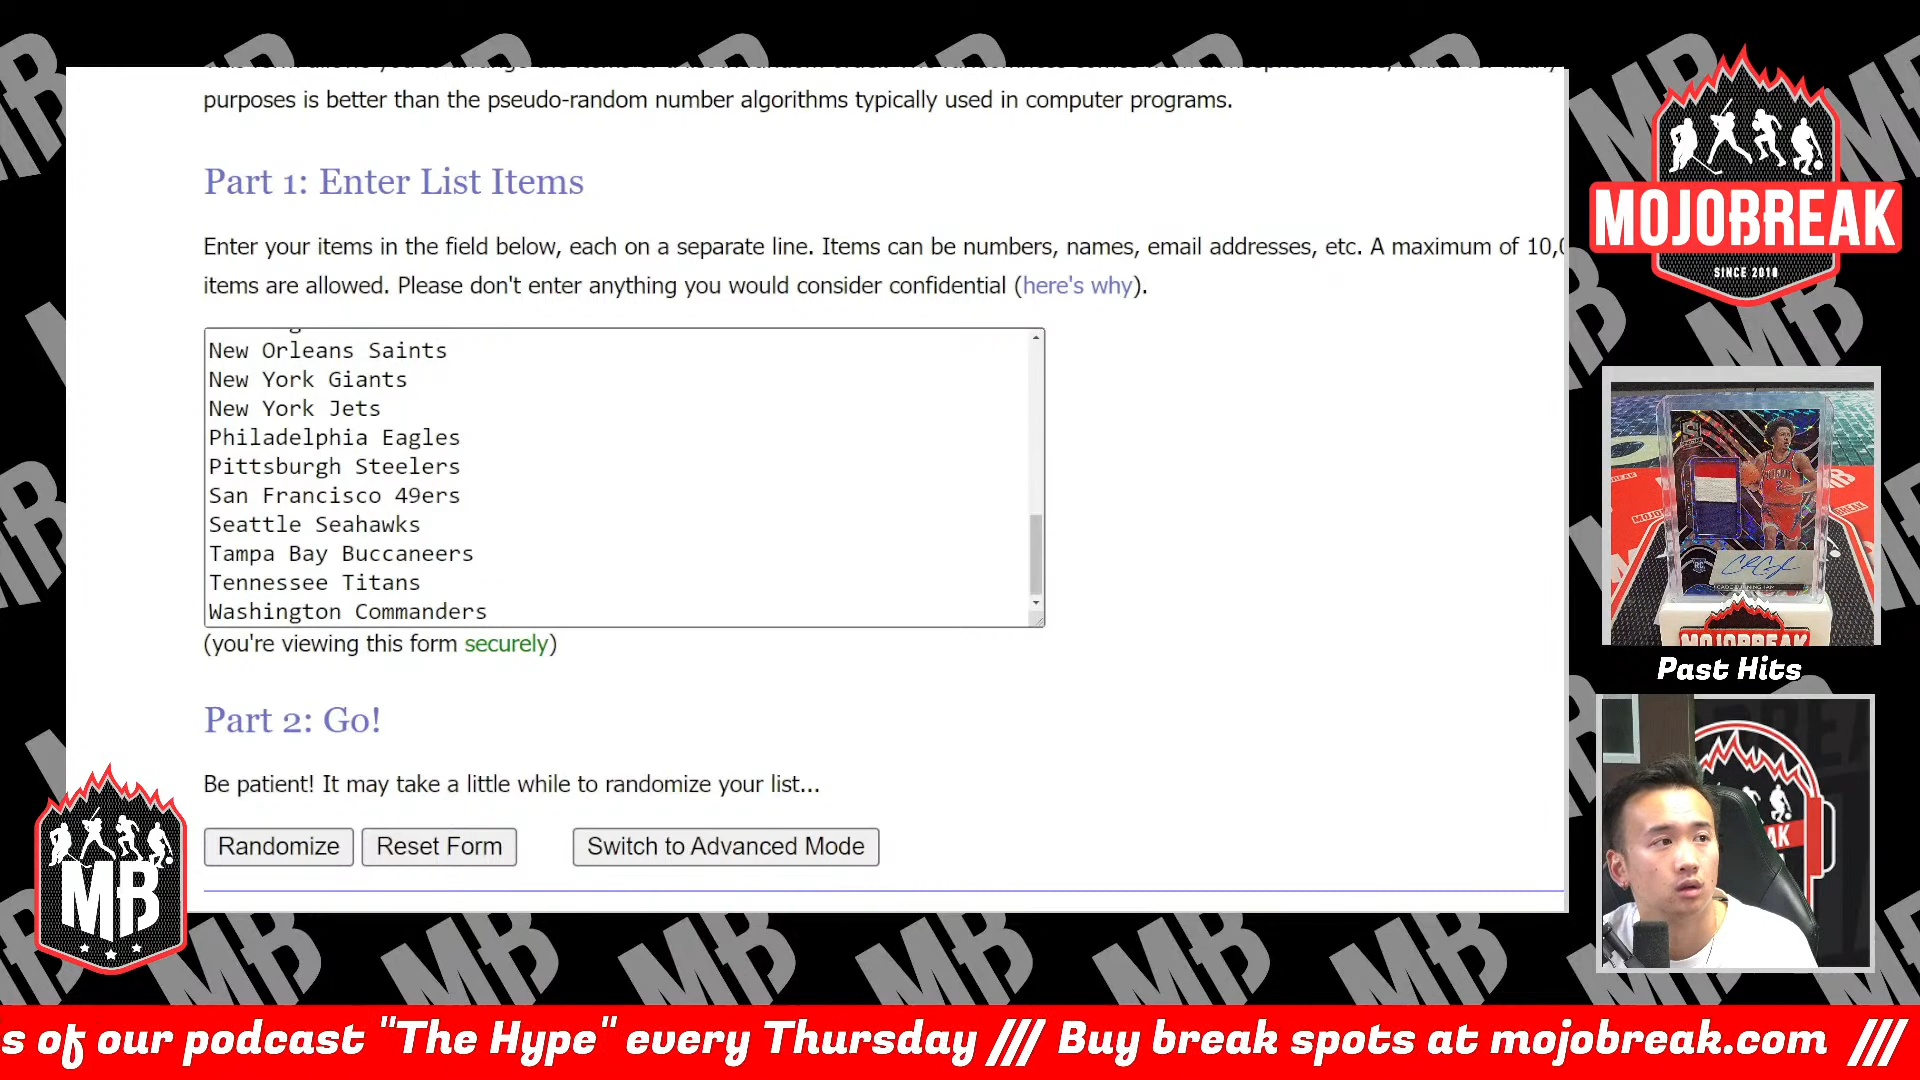 purposes is better than the pseudo-random number algorithms typically used in computer programs.
Part 1: Enter List Items
Enter your items in the field below, each on a separate line. Items can be numbers, names, email addresses, etc. A maximum of 10,0
items are allowed. Please don't enter anything you would consider confidential (here's why).
New Orleans Saints
New York Giants
New York Jets
Philadelphia Eagles
Pittsburgh Steelers
San Francisco 49ers
Seattle Seahawks
Tampa Bay Buccaneers
Tennessee Titans
Washington Commanders
(you're viewing this form securely)
Part 2: Go!
Be patient! It may take a little while to randomize your list...
Randomize
Reset Form
Switch to Advanced Mode
MOJOBREAK
SINCE 2010
MOJOBREAK
Past Hits
MB
s of our podcast "The Hype" every Thursday /// Buy break spots at mojobreak.com ///